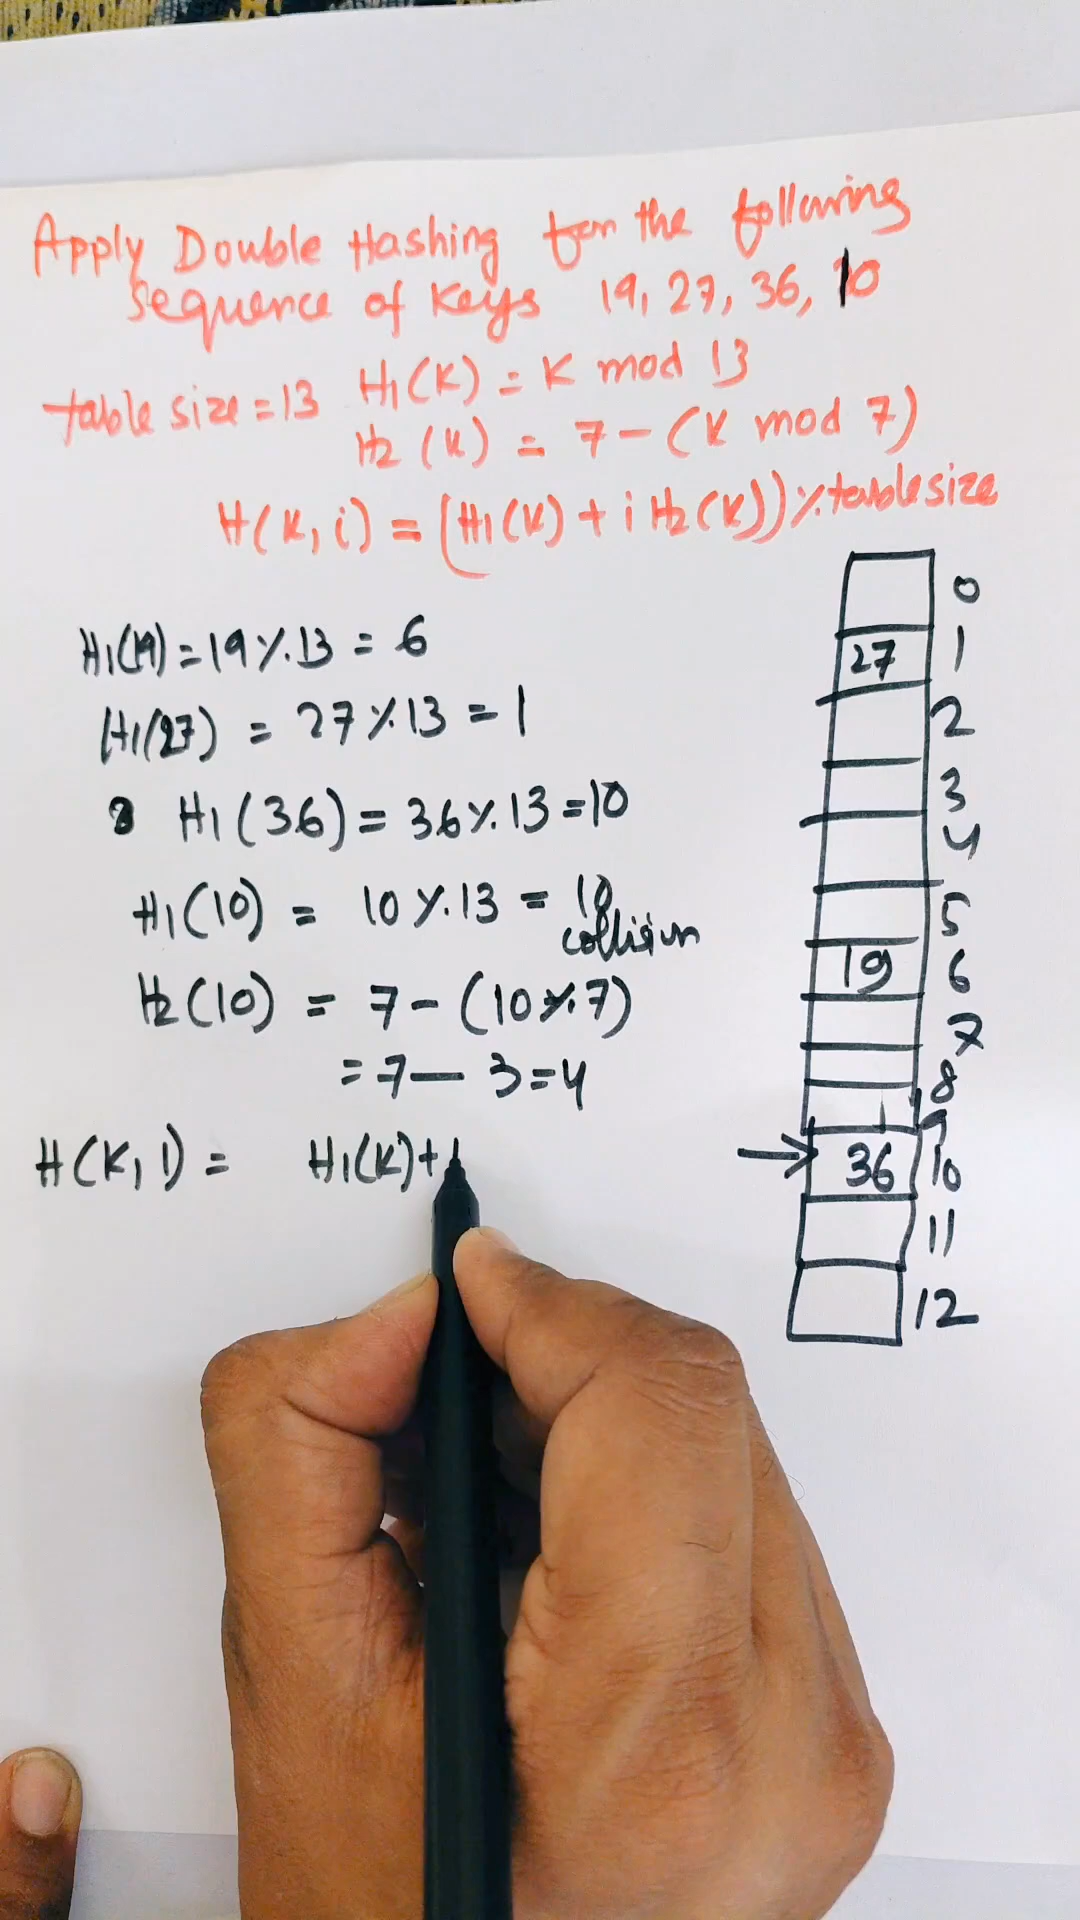 Apply Double Hashing for the following
sequence of Keys 19, 27, 36, 10
table size = 13 H1(K) = K mod 13
H2(K) = 7 - (K mod 7)
H(K, i) = (H1(K) + i H2(K)) % table size
H1(19) = 19 % 13 = 6
H1(27) = 27 % 13 = 1
H1(36) = 36 % 13 = 10
H1(10) = 10 % 13 = 10
collision
H2(10) = 7 - (10 % 7)
= 7 - 3 = 4
H(K, 1) = H1(K) + 1
0
27 1
2
3
4
5
19 6
7
8
9
→ 36 10
11
12